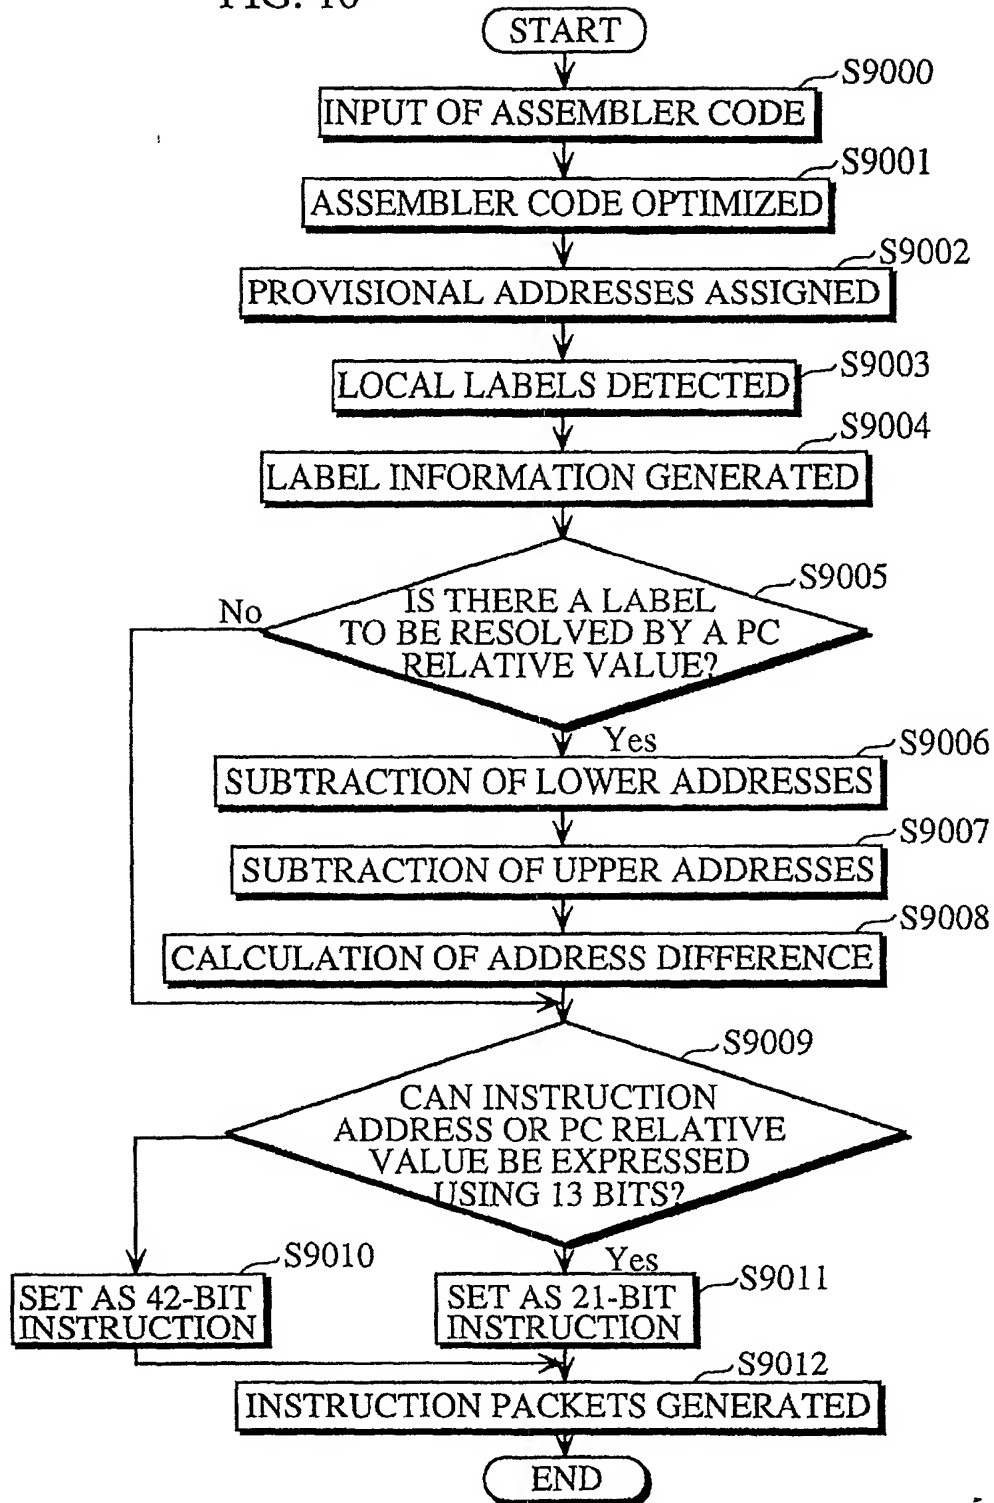 START
S9000
INPUT OF ASSEMBLER CODE
S9001
ASSEMBLER CODE OPTIMIZED
S9002
PROVISIONAL ADDRESSES ASSIGNED
S9003
LOCAL LABELS DETECTED
S9004
LABEL INFORMATION GENERATED
S9005
No
IS THERE A LABEL
TO BE RESOLVED BY A PC
RELATIVE VALUE?
Yes
S9006
SUBTRACTION OF LOWER ADDRESSES
S9007
SUBTRACTION OF UPPER ADDRESSES
S9008
CALCULATION OF ADDRESS DIFFERENCE
S9009
CAN INSTRUCTION
ADDRESS OR PC RELATIVE
VALUE BE EXPRESSED
USING 13 BITS?
Yes
S9010
SET AS 42-BIT
INSTRUCTION
S9011
SET AS 21-BIT
INSTRUCTION
S9012
INSTRUCTION PACKETS GENERATED
END